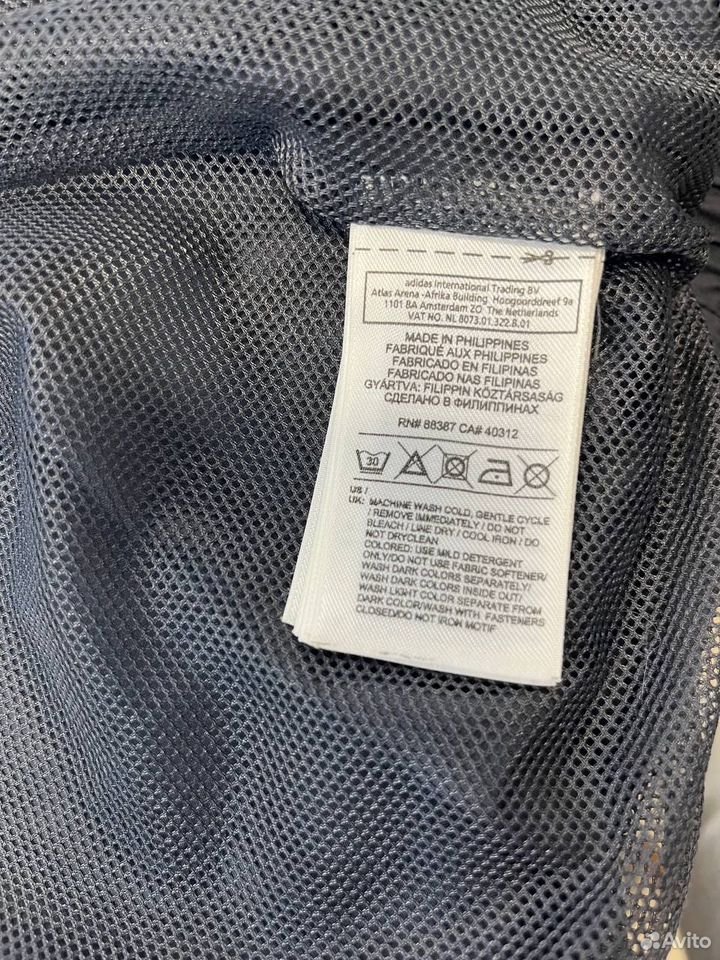 adidas International Trading BV
Atlas Arena -Afrika Building Hoogoorddreef 9a
1101 BA Amsterdam ZO The Netherlands
VAT NO. NL 8073.01.322.B.01
MADE IN PHILIPPINES
FABRIQUÉ AUX PHILIPPINES
FABRICADO EN FILIPINAS
FABRICADO NAS FILIPINAS
GYÁRTVA: FILIPPIN KÖZTÁRSASÁG
СДЕЛАНО В ФИЛИППИНАХ
RN# 88387 CA# 40312
30
US /
UK: MACHINE WASH COLD, GENTLE CYCLE
/ REMOVE IMMEDIATELY / DO NOT
BLEACH / LINE DRY / COOL IRON / DO
NOT DRYCLEAN
COLORED: USE MILD DETERGENT
ONLY/DO NOT USE FABRIC SOFTENER/
WASH DARK COLORS SEPARATELY/
WASH DARK COLORS INSIDE OUT/
WASH LIGHT COLOR SEPARATE FROM
DARK COLOR/WASH WITH FASTENERS
CLOSED/DO NOT IRON MOTIF
Avito